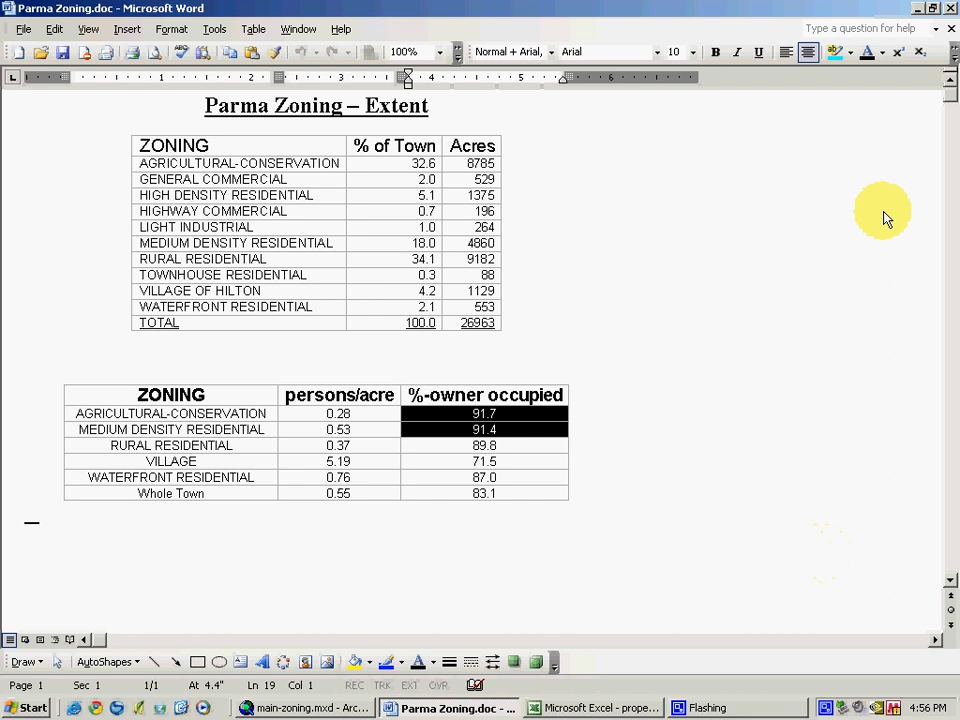 Parma Zoning.doc - Microsoft Word
File Edit View Insert Format Tools Table Window Help Type a question for help
100% Normal + Arial, Arial 10 B I U
1 2 3 4 5 6
Parma Zoning – Extent
ZONING % of Town Acres
AGRICULTURAL-CONSERVATION 32.6 8785
GENERAL COMMERCIAL 2.0 529
HIGH DENSITY RESIDENTIAL 5.1 1375
HIGHWAY COMMERCIAL 0.7 196
LIGHT INDUSTRIAL 1.0 264
MEDIUM DENSITY RESIDENTIAL 18.0 4860
RURAL RESIDENTIAL 34.1 9182
TOWNHOUSE RESIDENTIAL 0.3 88
VILLAGE OF HILTON 4.2 1129
WATERFRONT RESIDENTIAL 2.1 553
TOTAL 100.0 26963
ZONING persons/acre %-owner occupied
AGRICULTURAL-CONSERVATION 0.28 91.7
MEDIUM DENSITY RESIDENTIAL 0.53 91.4
RURAL RESIDENTIAL 0.37 89.8
VILLAGE 5.19 71.5
WATERFRONT RESIDENTIAL 0.76 87.0
Whole Town 0.55 83.1
Draw AutoShapes
Page 1 Sec 1 1/1 At 4.4" Ln 19 Col 1 REC TRK EXT OVR
Start main-zoning.mxd - Arc... Parma Zoning.doc - ... Microsoft Excel - prope... Flashing 4:56 PM